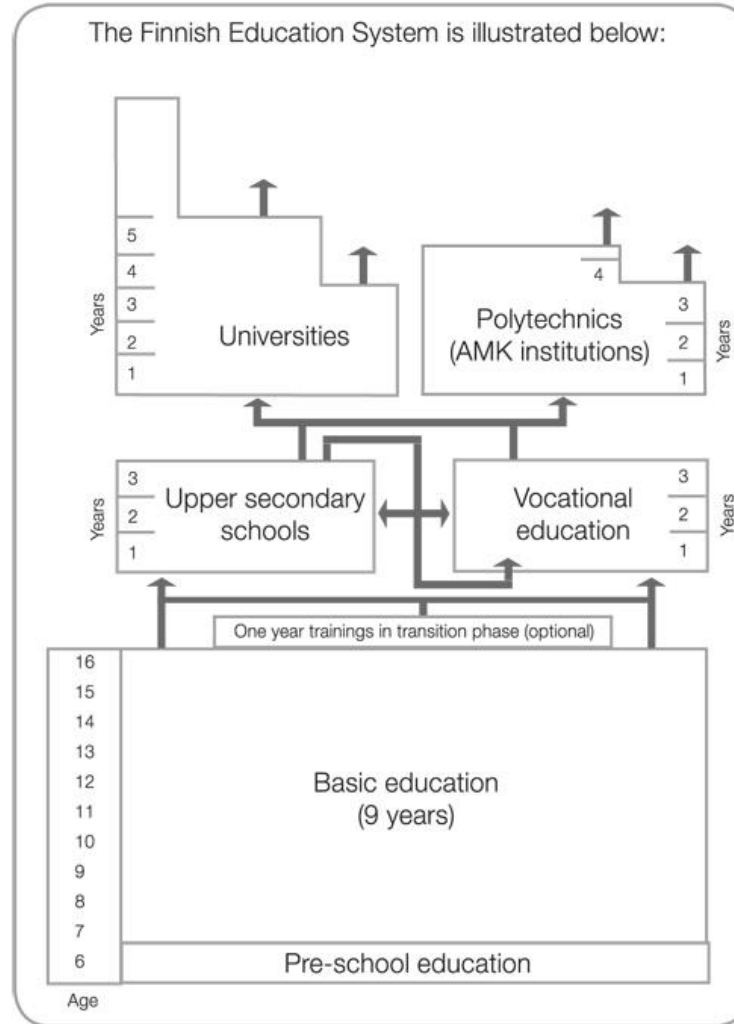 The Finnish Education System is illustrated below:
5
4
3
2
1
Years
Universities
4
3
2
1
Years
Polytechnics
(AMK institutions)
3
2
1
Years
Upper secondary
schools
Vocational
education
3
2
1
Years
One year trainings in transition phase (optional)
16
15
14
13
12
11
10
9
8
7
6
Age
Basic education
(9 years)
Pre-school education